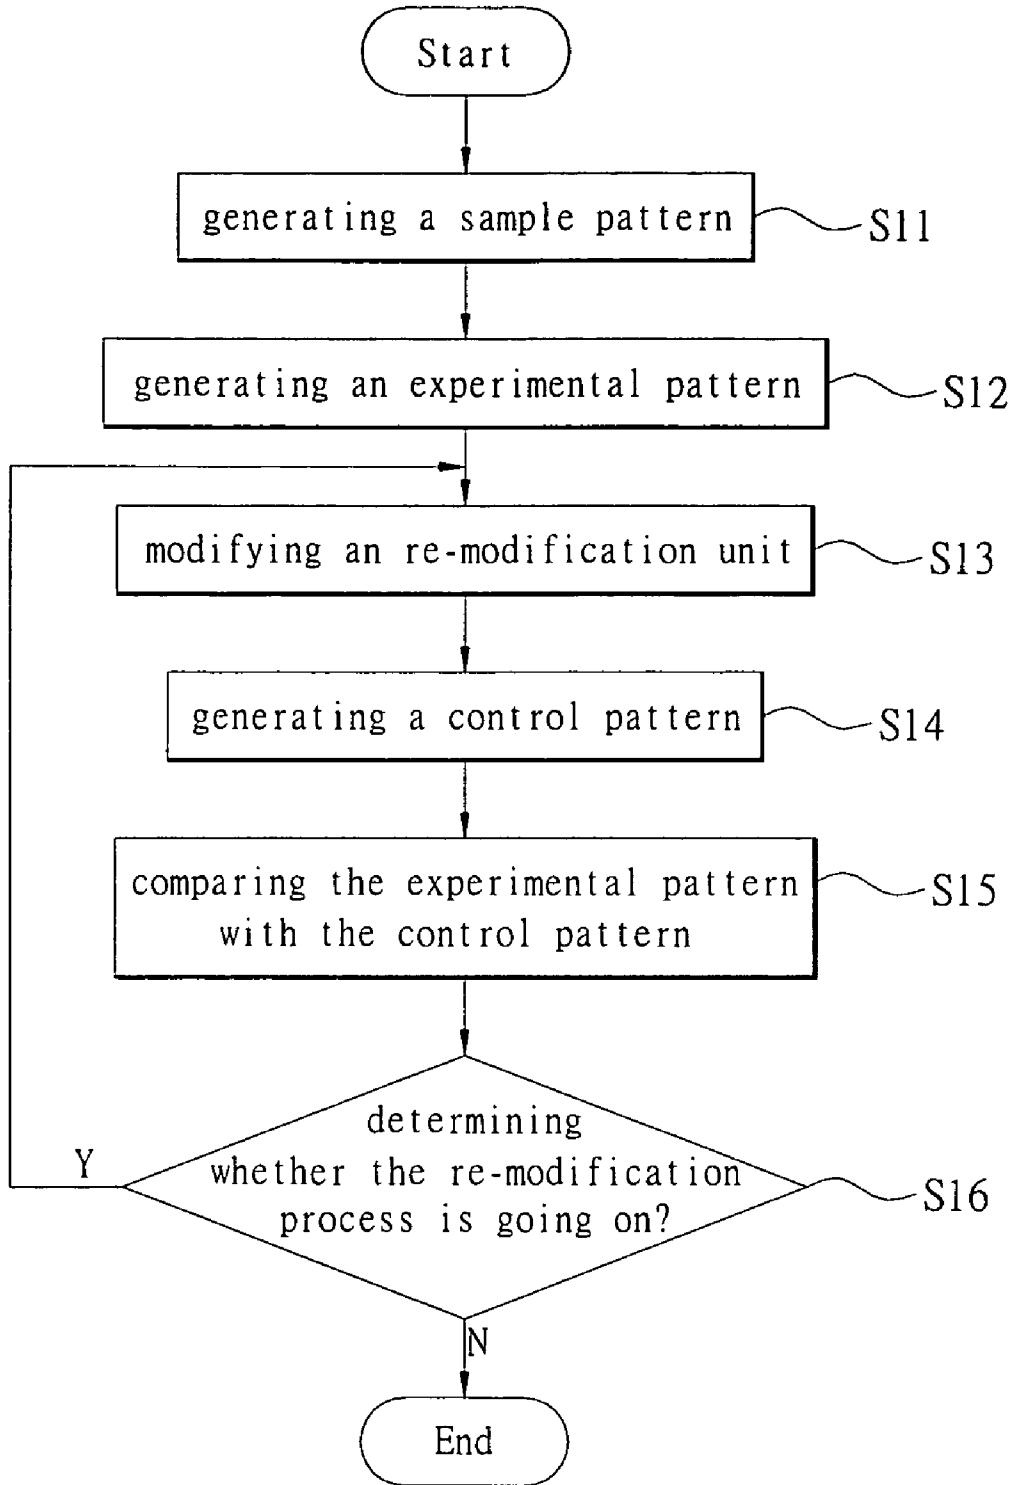 Start
generating a sample pattern
S11
generating an experimental pattern
S12
modifying an re-modification unit
S13
generating a control pattern
S14
comparing the experimental pattern
with the control pattern
S15
determining
whether the re-modification
process is going on?
S16
Y
N
End